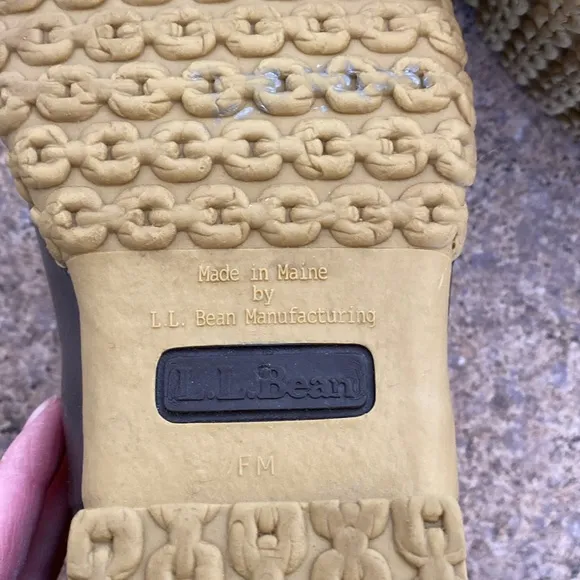 Made in Maine
by
L.L. Bean Manufacturing
L.L.Bean
FM